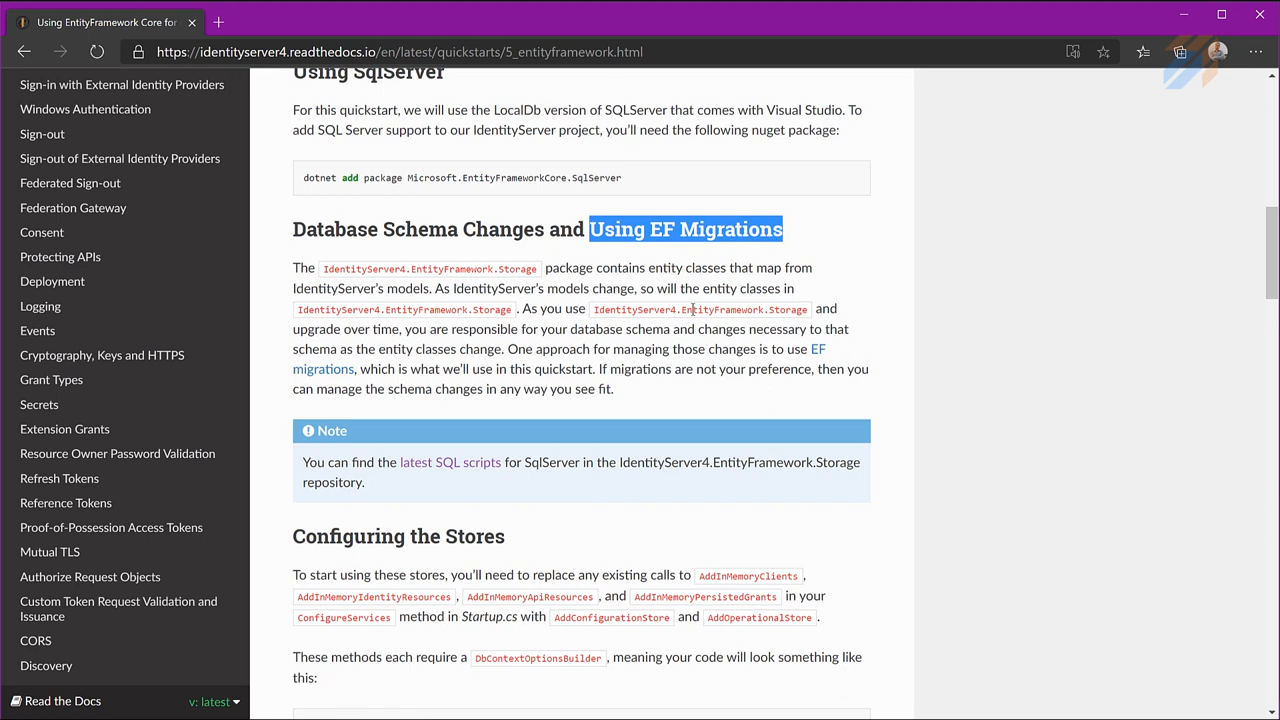 Using EntityFramework Core for
https://identityserver4.readthedocs.io/en/latest/quickstarts/5_entityframework.html
Sign-in with External Identity Providers
Windows Authentication
Sign-out
Sign-out of External Identity Providers
Federated Sign-out
Federation Gateway
Consent
Protecting APIs
Deployment
Logging
Events
Cryptography, Keys and HTTPS
Grant Types
Secrets
Extension Grants
Resource Owner Password Validation
Refresh Tokens
Reference Tokens
Proof-of-Possession Access Tokens
Mutual TLS
Authorize Request Objects
Custom Token Request Validation and
Issuance
CORS
Discovery
Read the Docs
v: latest
Using SqlServer
For this quickstart, we will use the LocalDb version of SQLServer that comes with Visual Studio. To
add SQL Server support to our IdentityServer project, you'll need the following nuget package:
dotnet add package Microsoft.EntityFrameworkCore.SqlServer
Database Schema Changes and Using EF Migrations
The IdentityServer4.EntityFramework.Storage package contains entity classes that map from
IdentityServer's models. As IdentityServer's models change, so will the entity classes in
IdentityServer4.EntityFramework.Storage . As you use IdentityServer4.EntityFramework.Storage and
upgrade over time, you are responsible for your database schema and changes necessary to that
schema as the entity classes change. One approach for managing those changes is to use EF
migrations, which is what we'll use in this quickstart. If migrations are not your preference, then you
can manage the schema changes in any way you see fit.
Note
You can find the latest SQL scripts for SqlServer in the IdentityServer4.EntityFramework.Storage
repository.
Configuring the Stores
To start using these stores, you'll need to replace any existing calls to AddInMemoryClients ,
AddInMemoryIdentityResources , AddInMemoryApiResources , and AddInMemoryPersistedGrants in your
ConfigureServices method in Startup.cs with AddConfigurationStore and AddOperationalStore .
These methods each require a DbContextOptionsBuilder , meaning your code will look something like
this: